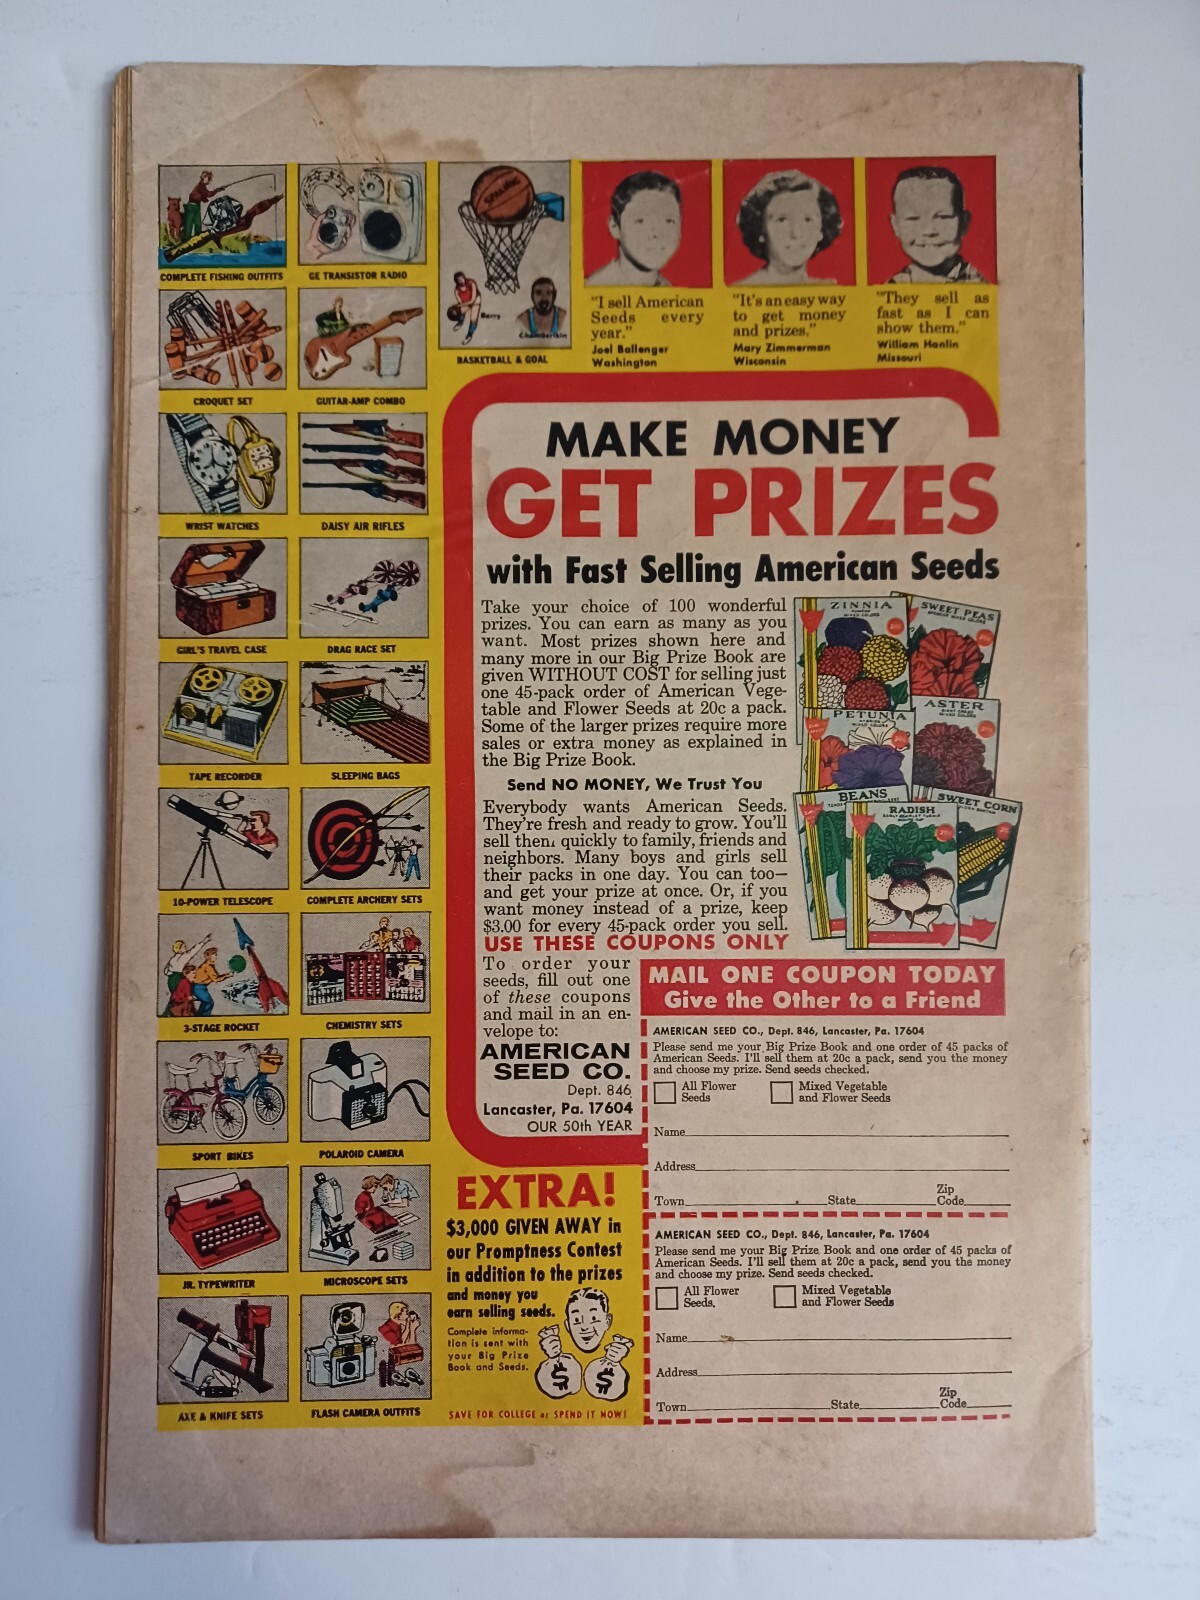 COMPLETE FISHING OUTFITS
GE TRANSISTOR RADIO
CROQUET SET
GUITAR-AMP COMBO
WRIST WATCHES
DAISY AIR RIFLES
GIRL'S TRAVEL CASE
DRAG RACE SET
TAPE RECORDER
SLEEPING BAGS
10-POWER TELESCOPE
COMPLETE ARCHERY SETS
3-STAGE ROCKET
CHEMISTRY SETS
SPORT BIKES
POLAROID CAMERA
JR. TYPEWRITER
MICROSCOPE SETS
AXE & KNIFE SETS
FLASH CAMERA OUTFITS
SPALDING
Barry
Chamberlain
BASKETBALL & GOAL
"I sell American
Seeds every
year."
Joel Ballenger
Washington
"It's an easy way
to get money
and prizes."
Mary Zimmerman
Wisconsin
"They sell as
fast as I can
show them."
William Hanlin
Missouri
MAKE MONEY
GET PRIZES
with Fast Selling American Seeds
Take your choice of 100 wonderful
prizes. You can earn as many as you
want. Most prizes shown here and
many more in our Big Prize Book are
given WITHOUT COST for selling just
one 45-pack order of American Vege-
table and Flower Seeds at 20c a pack.
Some of the larger prizes require more
sales or extra money as explained in
the Big Prize Book.
Send NO MONEY, We Trust You
Everybody wants American Seeds.
They're fresh and ready to grow. You'll
sell them quickly to family, friends and
neighbors. Many boys and girls sell
their packs in one day. You can too—
and get your prize at once. Or, if you
want money instead of a prize, keep
$3.00 for every 45-pack order you sell.
USE THESE COUPONS ONLY
To order your
seeds, fill out one
of these coupons
and mail in an en-
velope to:
AMERICAN
SEED CO.
Dept. 846,
Lancaster, Pa. 17604
OUR 50th YEAR
ZINNIA
MIXED COLORS
SWEET PEAS
SPENCER MIXED COLORS
PETUNIA
MIXED COLORS
ASTER
MIXED COLORS
BEANS
RADISH
SWEET CORN
MAIL ONE COUPON TODAY
Give the Other to a Friend
AMERICAN SEED CO., Dept. 846, Lancaster, Pa. 17604
Please send me your Big Prize Book and one order of 45 packs of
American Seeds. I'll sell them at 20c a pack, send you the money
and choose my prize. Send seeds checked.
All Flower
Seeds
Mixed Vegetable
and Flower Seeds
Name
Address
Town State Zip Code
AMERICAN SEED CO., Dept. 846, Lancaster, Pa. 17604
Please send me your Big Prize Book and one order of 45 packs of
American Seeds. I'll sell them at 20c a pack, send you the money
and choose my prize. Send seeds checked.
All Flower
Seeds.
Mixed Vegetable
and Flower Seeds
Name
Address
Town State Zip Code
EXTRA!
$3,000 GIVEN AWAY in
our Promptness Contest
in addition to the prizes
and money you
earn selling seeds.
Complete informa-
tion is sent with
your Big Prize
Book and Seeds.
$ $
SAVE FOR COLLEGE or SPEND IT NOW!